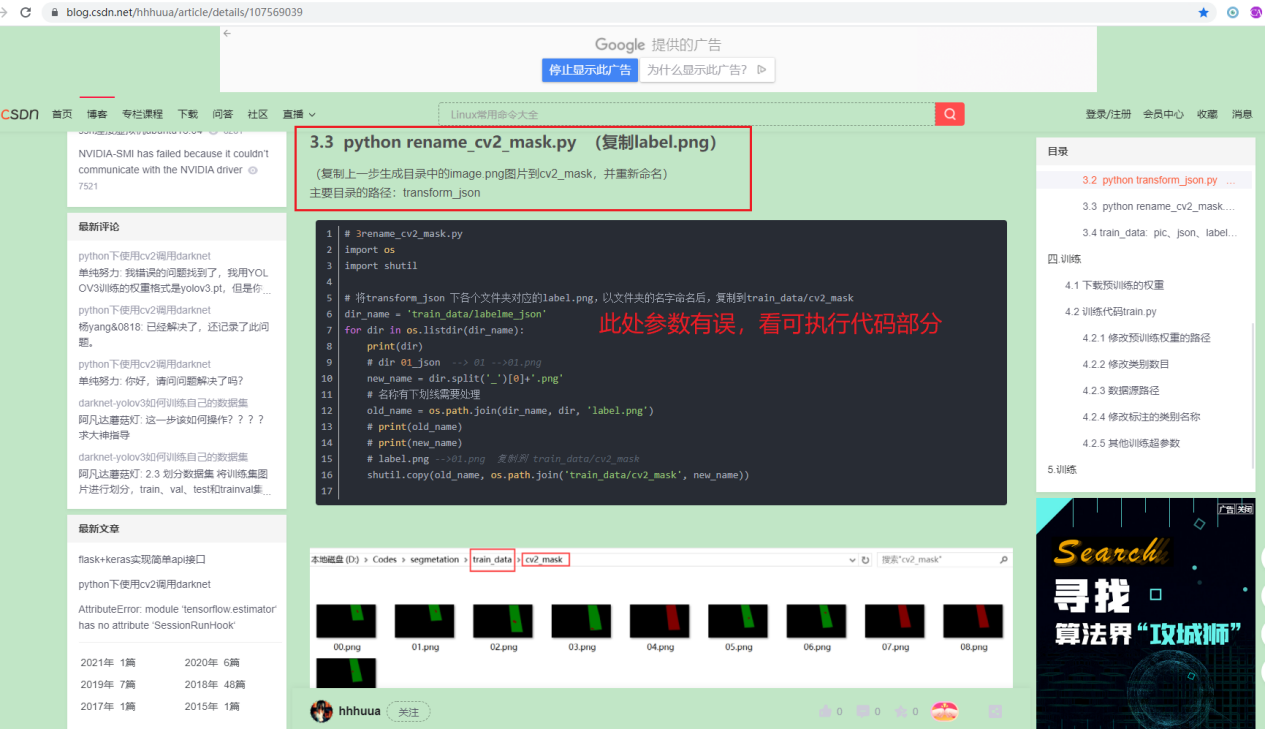 blog.csdn.net/hhhuua/article/details/107569039
Google 提供的广告
停止显示此广告 为什么显示此广告?
CSDN 首页 博客 专栏课程 下载 问答 社区 直播 Linux常用命令大全 登录/注册 会员中心 收藏 消息
NVIDIA-SMI has failed because it couldn't
communicate with the NVIDIA driver
7521
最新评论
python下使用cv2调用darknet
单纯努力: 我错误的问题找到了，我用YOL
OV3训练的权重格式是yolov3.pt，但是你...
python下使用cv2调用darknet
杨yang&0818: 已经解决了，还记录了此问
题。
python下使用cv2调用darknet
单纯努力: 你好，请问问题解决了吗?
darknet-yolov3如何训练自己的数据集
阿凡达蘑菇灯: 这一步该如何操作？？？？
求大神指导
darknet-yolov3如何训练自己的数据集
阿凡达蘑菇灯: 2.3 划分数据集 将训练集图
片进行划分，train、val、test和trainval集...
最新文章
flask+keras实现简单api接口
python下使用cv2调用darknet
AttributeError: module 'tensorflow.estimator'
has no attribute 'SessionRunHook'
2021年 1篇 2020年 6篇
2019年 7篇 2018年 48篇
2017年 1篇 2015年 1篇
3.3 python rename_cv2_mask.py （复制label.png）
（复制上一步生成目录中的image.png图片到cv2_mask，并重新命名）
主要目录的路径：transform_json
1 # 3rename_cv2_mask.py
2 import os
3 import shutil
4
5 # 将transform_json 下各个文件夹对应的label.png，以文件夹的名字命名后，复制到train_data/cv2_mask
6 dir_name = 'train_data/labelme_json'
7 for dir in os.listdir(dir_name):
此处参数有误，看可执行代码部分
8 print(dir)
9 # dir 01_json --> 01 -->01.png
10 new_name = dir.split('_')[0]+'.png'
11 # 名称有下划线需要处理
12 old_name = os.path.join(dir_name, dir, 'label.png')
13 # print(old_name)
14 # print(new_name)
15 # label.png -->01.png 复制到 train_data/cv2_mask
16 shutil.copy(old_name, os.path.join('train_data/cv2_mask', new_name))
17
本地磁盘 (D:) > Codes > segmetation > train_data > cv2_mask 搜索"cv2_mask"
00.png 01.png 02.png 03.png 04.png 05.png 06.png 07.png 08.png
hhhuua 关注 0 0 0
目录
3.2 python transform_json.py ...
3.3 python rename_cv2_mask....
3.4 train_data: pic、json、label...
四.训练
4.1 下载预训练的权重
4.2 训练代码train.py
4.2.1 修改预训练权重的路径
4.2.2 修改类别数目
4.2.3 数据源路径
4.2.4 修改标注的类别名称
4.2.5 其他训练超参数
5.训练
广告 关闭
Search
寻找
算法界“攻城狮”